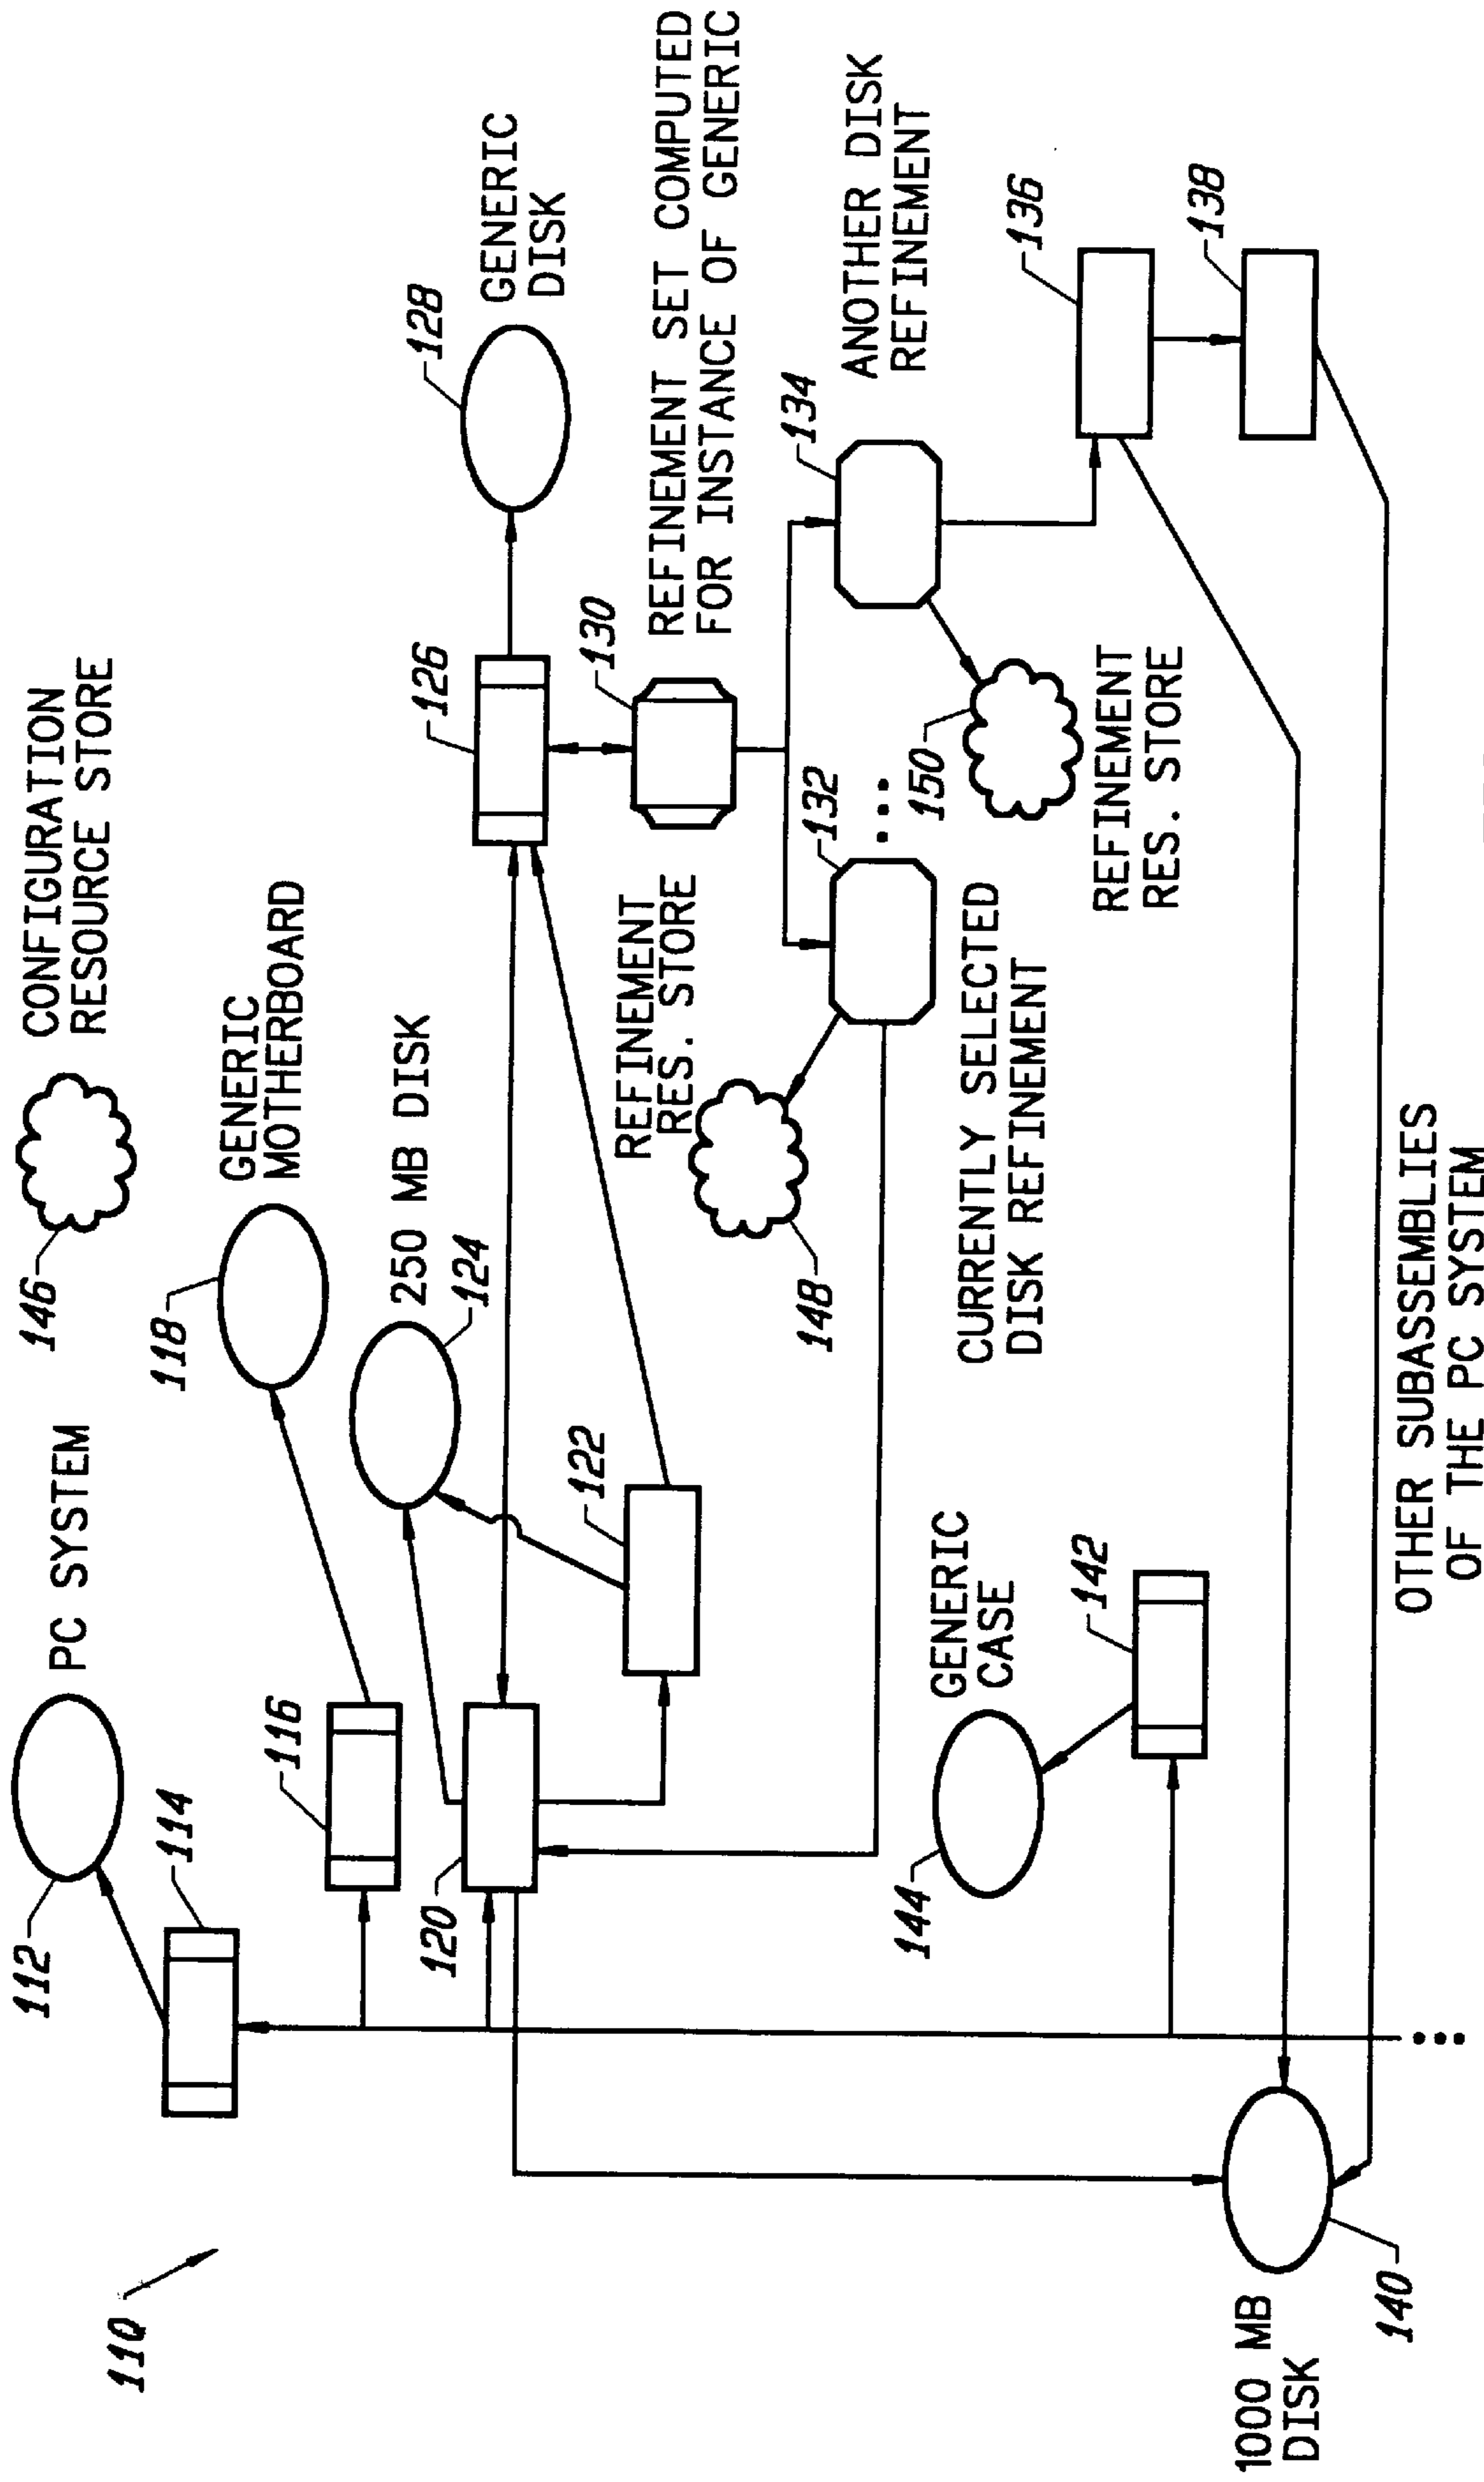 110
112
PC SYSTEM
114
146
CONFIGURATION
RESOURCE STORE
116
118
GENERIC
MOTHERBOARD
120
250 MB DISK
124
122
126
128
GENERIC
DISK
130
REFINEMENT SET COMPUTED
FOR INSTANCE OF GENERIC
REFINEMENT
RES. STORE
148
132
CURRENTLY SELECTED
DISK REFINEMENT
134
ANOTHER DISK
REFINEMENT
150
REFINEMENT
RES. STORE
136
138
144
GENERIC
CASE
142
1000 MB
DISK
140
OTHER SUBASSEMBLIES
OF THE PC SYSTEM